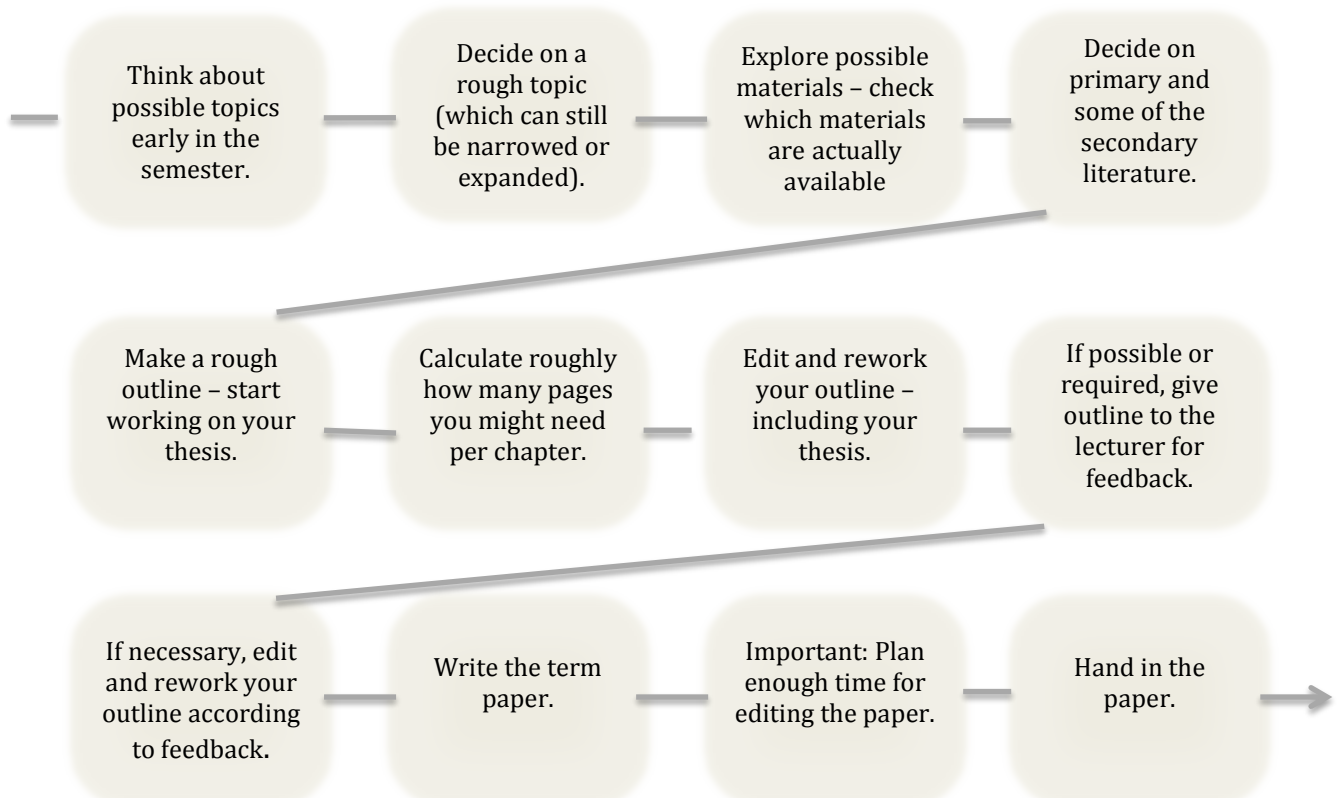 Think about
possible topics
early in the
semester.
Decide on a
rough topic
(which can still
be narrowed or
expanded).
Explore possible
materials – check
which materials
are actually
available
Decide on
primary and
some of the
secondary
literature.
Make a rough
outline – start
working on your
thesis.
Calculate roughly
how many pages
you might need
per chapter.
Edit and rework
your outline –
including your
thesis.
If possible or
required, give
outline to the
lecturer for
feedback.
If necessary, edit
and rework your
outline according
to feedback.
Write the term
paper.
Important: Plan
enough time for
editing the paper.
Hand in the
paper.